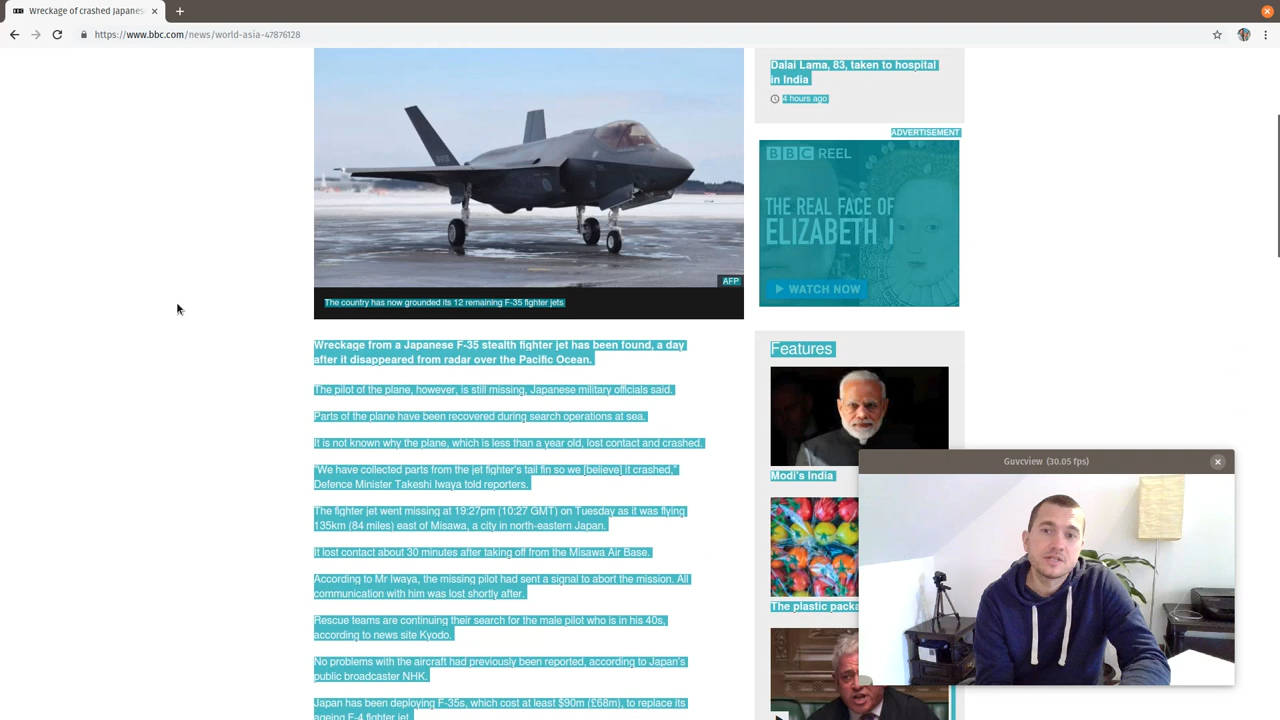 Wreckage of crashed Japanes
https://www.bbc.com/news/world-asia-47876128
AFP
The country has now grounded its 12 remaining F-35 fighter jets
Wreckage from a Japanese F-35 stealth fighter jet has been found, a day
after it disappeared from radar over the Pacific Ocean.
The pilot of the plane, however, is still missing, Japanese military officials said.
Parts of the plane have been recovered during search operations at sea.
It is not known why the plane, which is less than a year old, lost contact and crashed.
"We have collected parts from the jet fighter's tail fin so we [believe] it crashed,"
Defence Minister Takeshi Iwaya told reporters.
The fighter jet went missing at 19:27pm (10:27 GMT) on Tuesday as it was flying
135km (84 miles) east of Misawa, a city in north-eastern Japan.
It lost contact about 30 minutes after taking off from the Misawa Air Base.
According to Mr Iwaya, the missing pilot had sent a signal to abort the mission. All
communication with him was lost shortly after.
Rescue teams are continuing their search for the male pilot who is in his 40s,
according to news site Kyodo.
No problems with the aircraft had previously been reported, according to Japan's
public broadcaster NHK.
Japan has been deploying F-35s, which cost at least $90m (£68m), to replace its
ageing F-4 fighter jet.
Dalai Lama, 83, taken to hospital
in India
4 hours ago
ADVERTISEMENT
BBC REEL
THE REAL FACE OF
ELIZABETH I
WATCH NOW
Features
Modi's India
The plastic packa
Guvcview (30.05 fps)